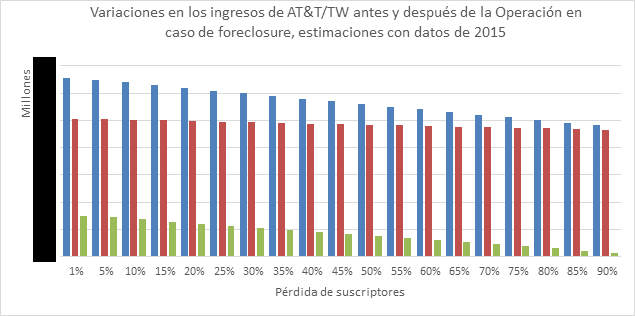 Variaciones en los ingresos de AT&T/TW antes y después de la Operación en
caso de foreclosure, estimaciones con datos de 2015
Millones
1% 5% 10% 15% 20% 25% 30% 35% 40% 45% 50% 55% 60% 65% 70% 75% 80% 85% 90%
Pérdida de suscriptores